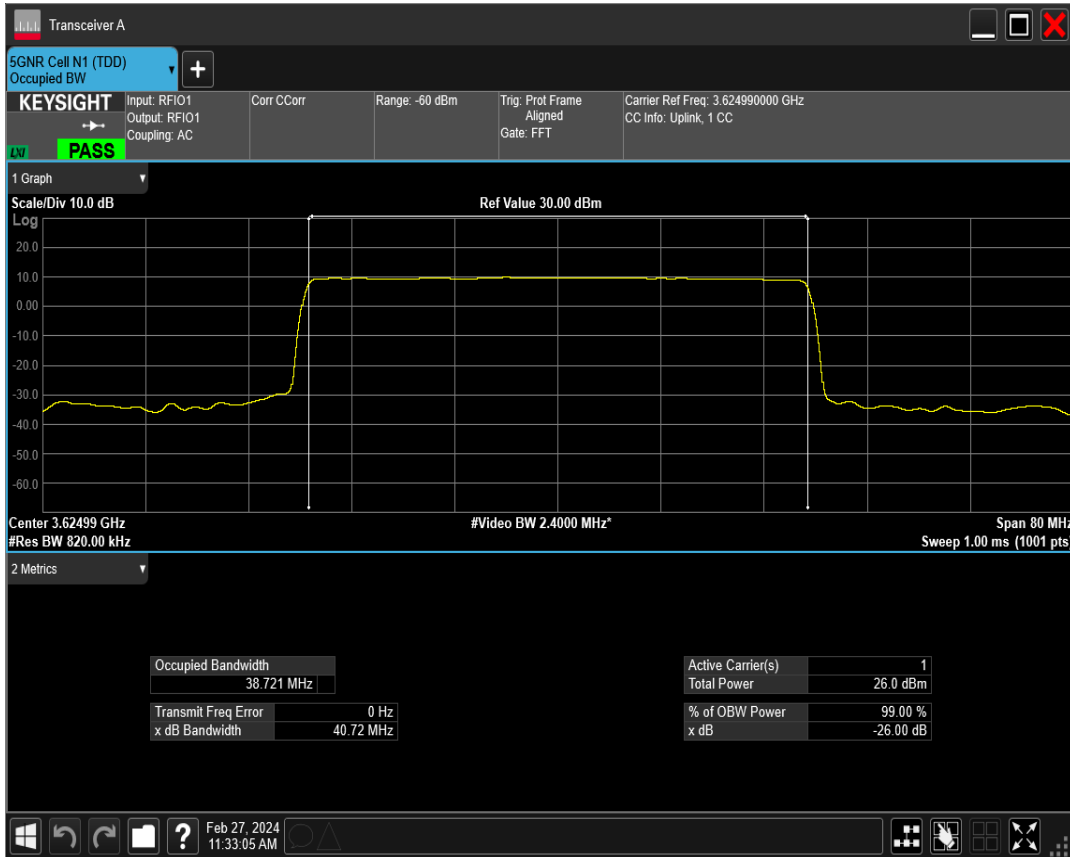 Transceiver A
5GNR Cell N1 (TDD)
Occupied BW
+
KEYSIGHT
LXI
PASS
Input: RFIO1
Output: RFIO1
Coupling: AC
Corr CCorr
Range: -60 dBm
Trig: Prot Frame
Aligned
Gate: FFT
Carrier Ref Freq: 3.624990000 GHz
CC Info: Uplink, 1 CC
1 Graph
Scale/Div 10.0 dB
Ref Value 30.00 dBm
Log
20.0
10.0
0.00
-10.0
-20.0
-30.0
-40.0
-50.0
-60.0
Center 3.62499 GHz
#Video BW 2.4000 MHz*
Span 80 MHz
#Res BW 820.00 kHz
Sweep 1.00 ms (1001 pts)
2 Metrics
Occupied Bandwidth
38.721 MHz
Transmit Freq Error 0 Hz
x dB Bandwidth 40.72 MHz
Active Carrier(s) 1
Total Power 26.0 dBm
% of OBW Power 99.00 %
x dB -26.00 dB
?
Feb 27, 2024
11:33:05 AM